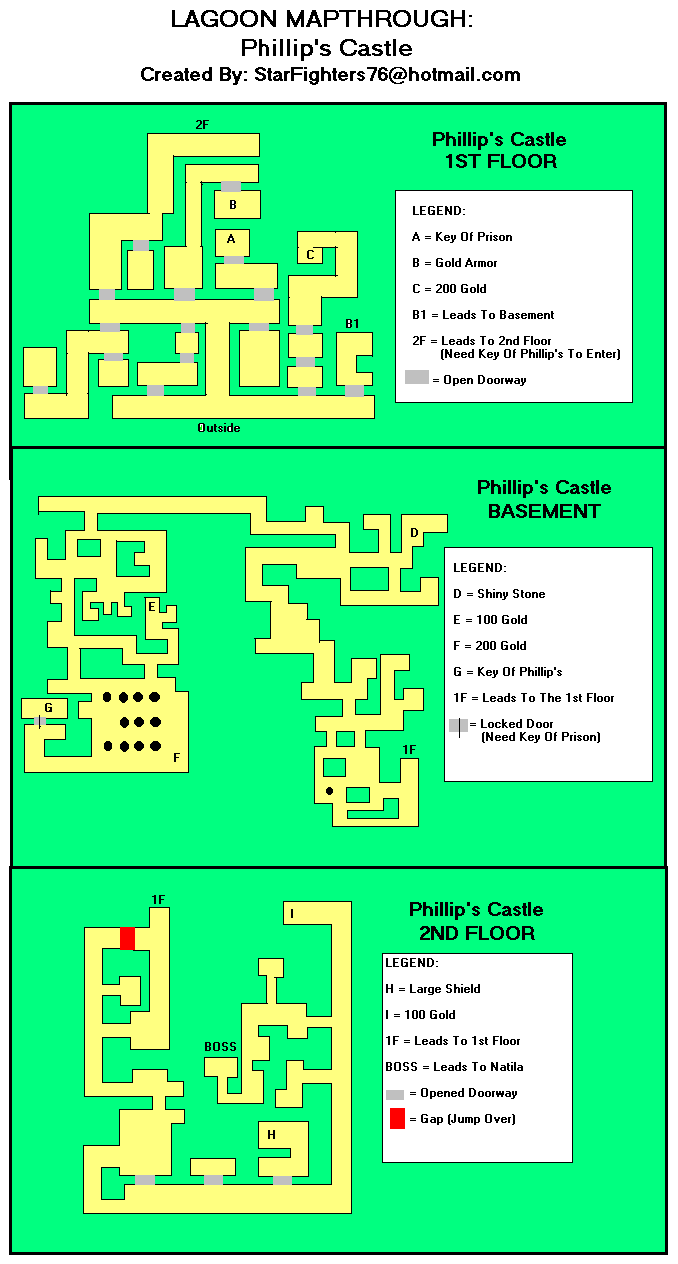 LAGOON MAPTHROUGH:
Phillip's Castle
Created By: StarFighters76@hotmail.com
Phillip's Castle
1ST FLOOR
2F
B
A
C
B1
Outside
LEGEND:
A = Key Of Prison
B = Gold Armor
C = 200 Gold
B1 = Leads To Basement
2F = Leads To 2nd Floor
(Need Key Of Phillip's To Enter)
= Open Doorway
Phillip's Castle
BASEMENT
D
E
G
F
1F
LEGEND:
D = Shiny Stone
E = 100 Gold
F = 200 Gold
G = Key Of Phillip's
1F = Leads To The 1st Floor
= Locked Door
(Need Key Of Prison)
Phillip's Castle
2ND FLOOR
1F
I
BOSS
H
LEGEND:
H = Large Shield
I = 100 Gold
1F = Leads To 1st Floor
BOSS = Leads To Natila
= Opened Doorway
= Gap (Jump Over)